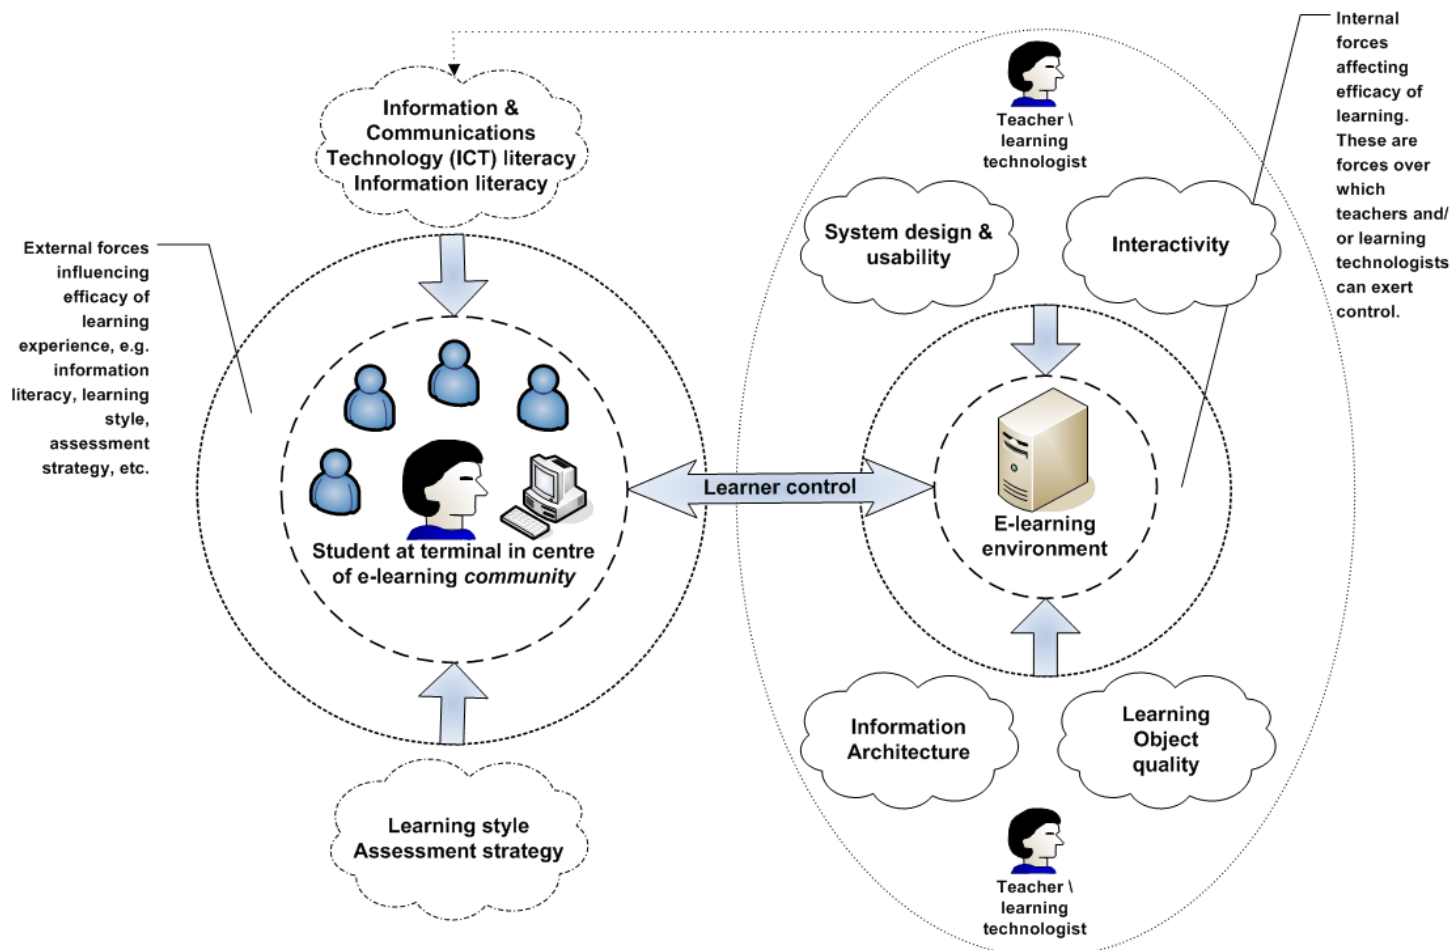 Information &
Communications
Technology (ICT) literacy
Information literacy
External forces
influencing
efficacy of
learning
experience, e.g.
information
literacy, learning
style,
assessment
strategy, etc.
Student at terminal in centre
of e-learning community
Learning style
Assessment strategy
Learner control
Teacher \
learning
technologist
System design &
usability
Interactivity
E-learning
environment
Information
Architecture
Learning
Object
quality
Teacher \
learning
technologist
Internal
forces
affecting
efficacy of
learning.
These are
forces over
which
teachers and/
or learning
technologists
can exert
control.